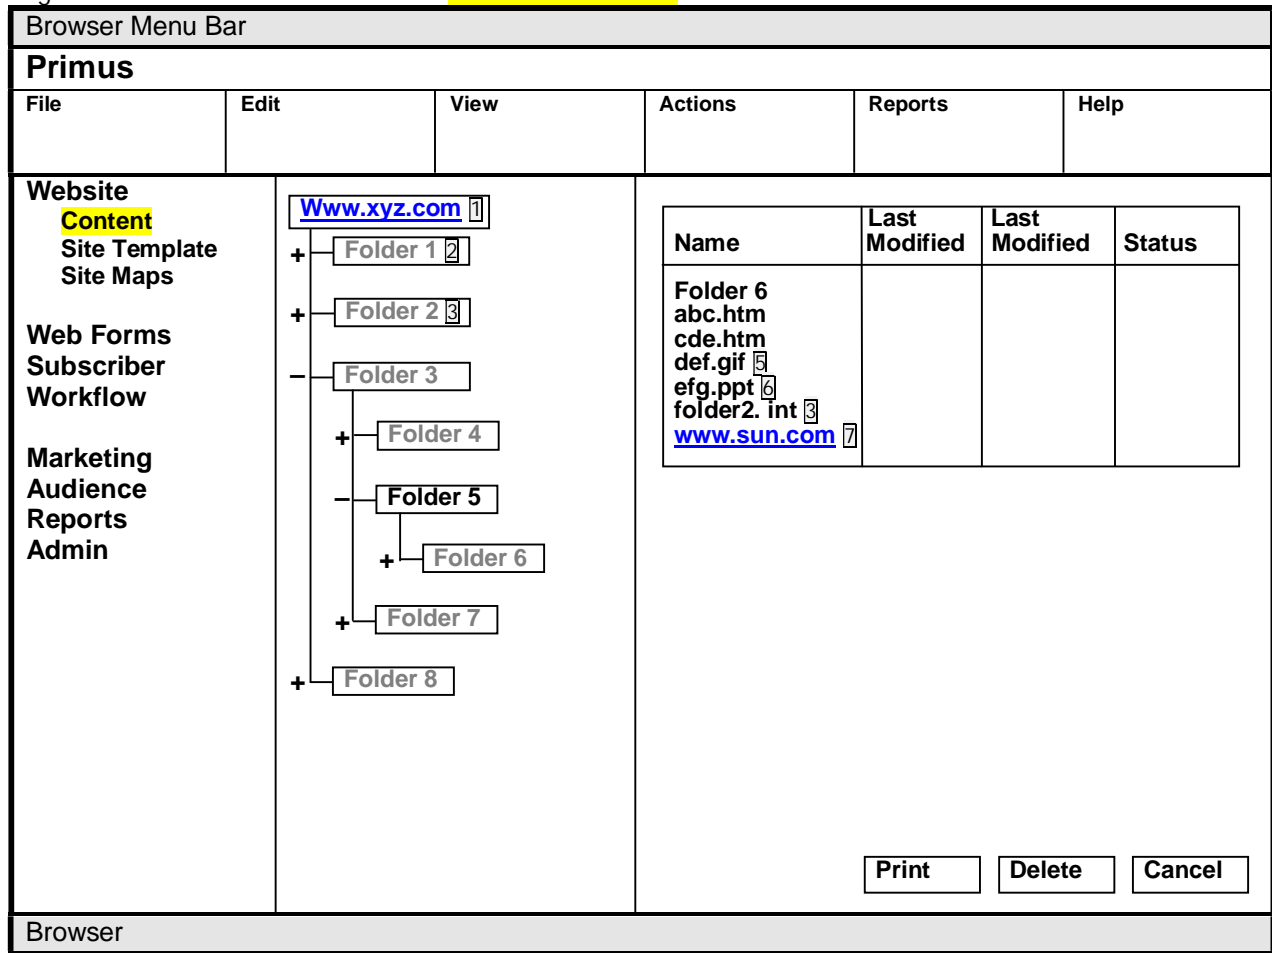 Browser Menu Bar
Primus
File Edit View Actions Reports Help
Website
Content
Site Template
Site Maps
Web Forms
Subscriber
Workflow
Marketing
Audience
Reports
Admin
Www.xyz.com 1
+ Folder 1 2
+ Folder 2 3
– Folder 3
+ Folder 4
– Folder 5
+ Folder 6
+ Folder 7
+ Folder 8
Name Last Modified Last Modified Status
Folder 6
abc.htm
cde.htm
def.gif 5
efg.ppt 6
folder2. int 3
www.sun.com 7
Print Delete Cancel
Browser